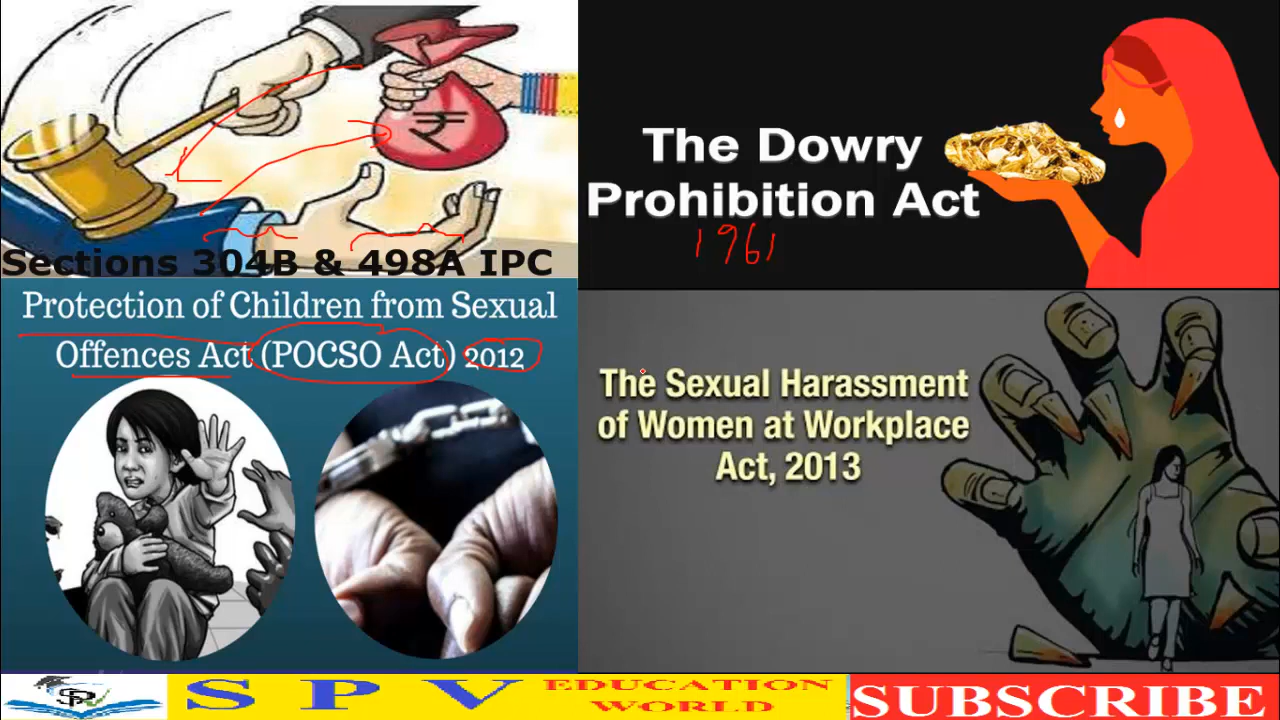 ₹
Sections 304B & 498A IPC
The Dowry
Prohibition Act
1961
Protection of Children from Sexual
Offences Act (POCSO Act) 2012
The Sexual Harassment
of Women at Workplace
Act, 2013
SPV
S P V EDUCATION
WORLD
SUBSCRIBE